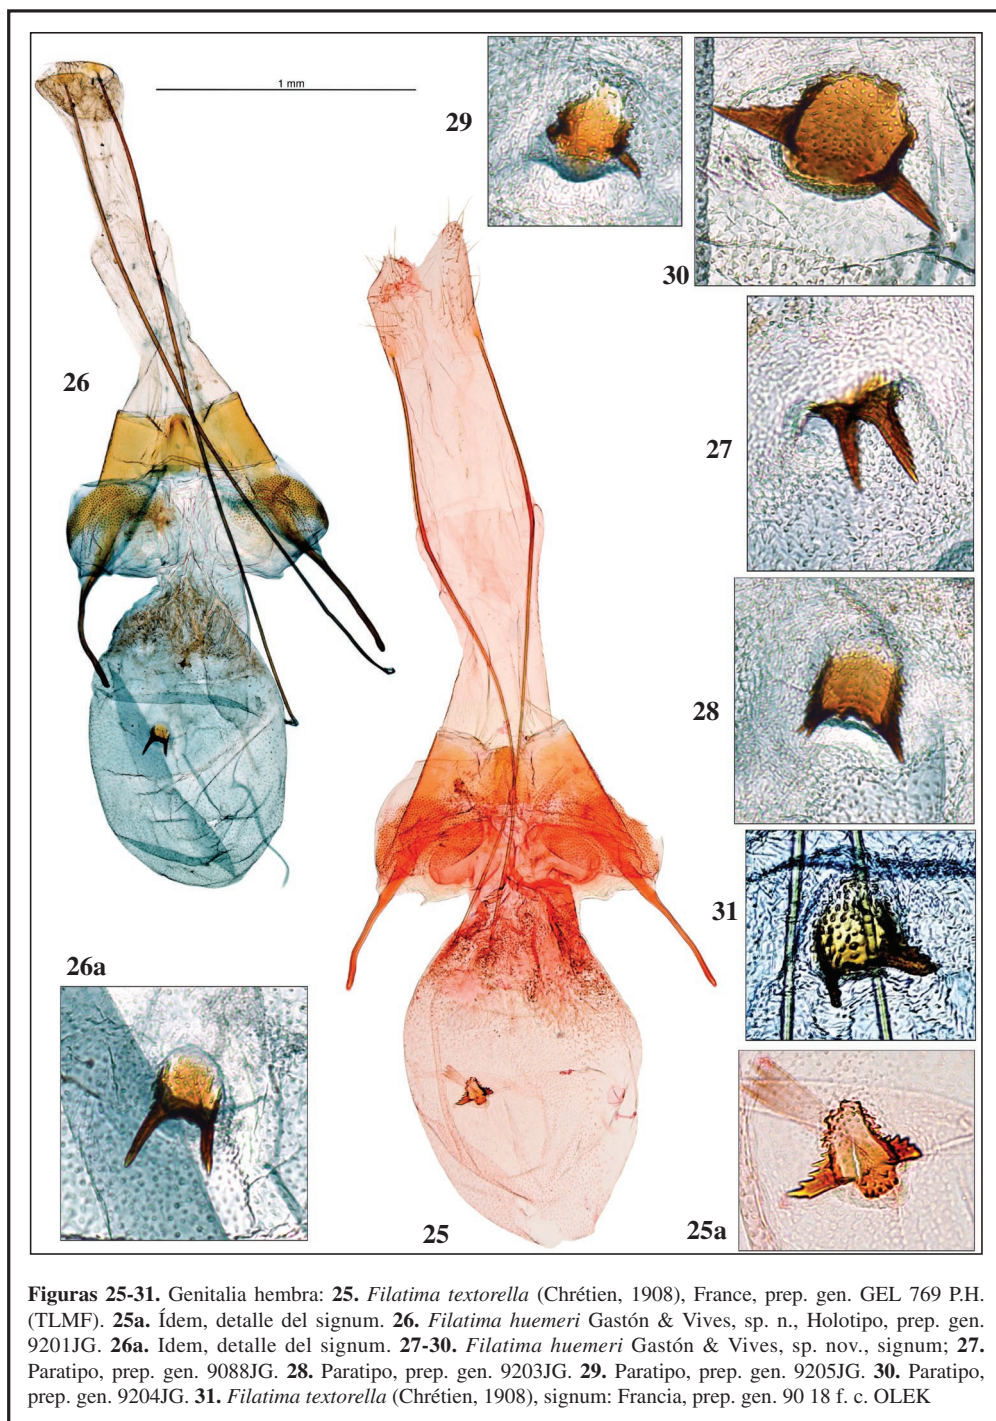 1 mm
29
30
26
27
28
31
26a
25
25a
Figuras 25-31. Genitalia hembra: 25. Filatima textorella (Chrétien, 1908), France, prep. gen. GEL 769 P.H.
(TLMF). 25a. Ídem, detalle del signum. 26. Filatima huemeri Gastón & Vives, sp. n., Holotipo, prep. gen.
9201JG. 26a. Idem, detalle del signum. 27-30. Filatima huemeri Gastón & Vives, sp. nov., signum; 27.
Paratipo, prep. gen. 9088JG. 28. Paratipo, prep. gen. 9203JG. 29. Paratipo, prep. gen. 9205JG. 30. Paratipo,
prep. gen. 9204JG. 31. Filatima textorella (Chrétien, 1908), signum: Francia, prep. gen. 90 18 f. c. OLEK